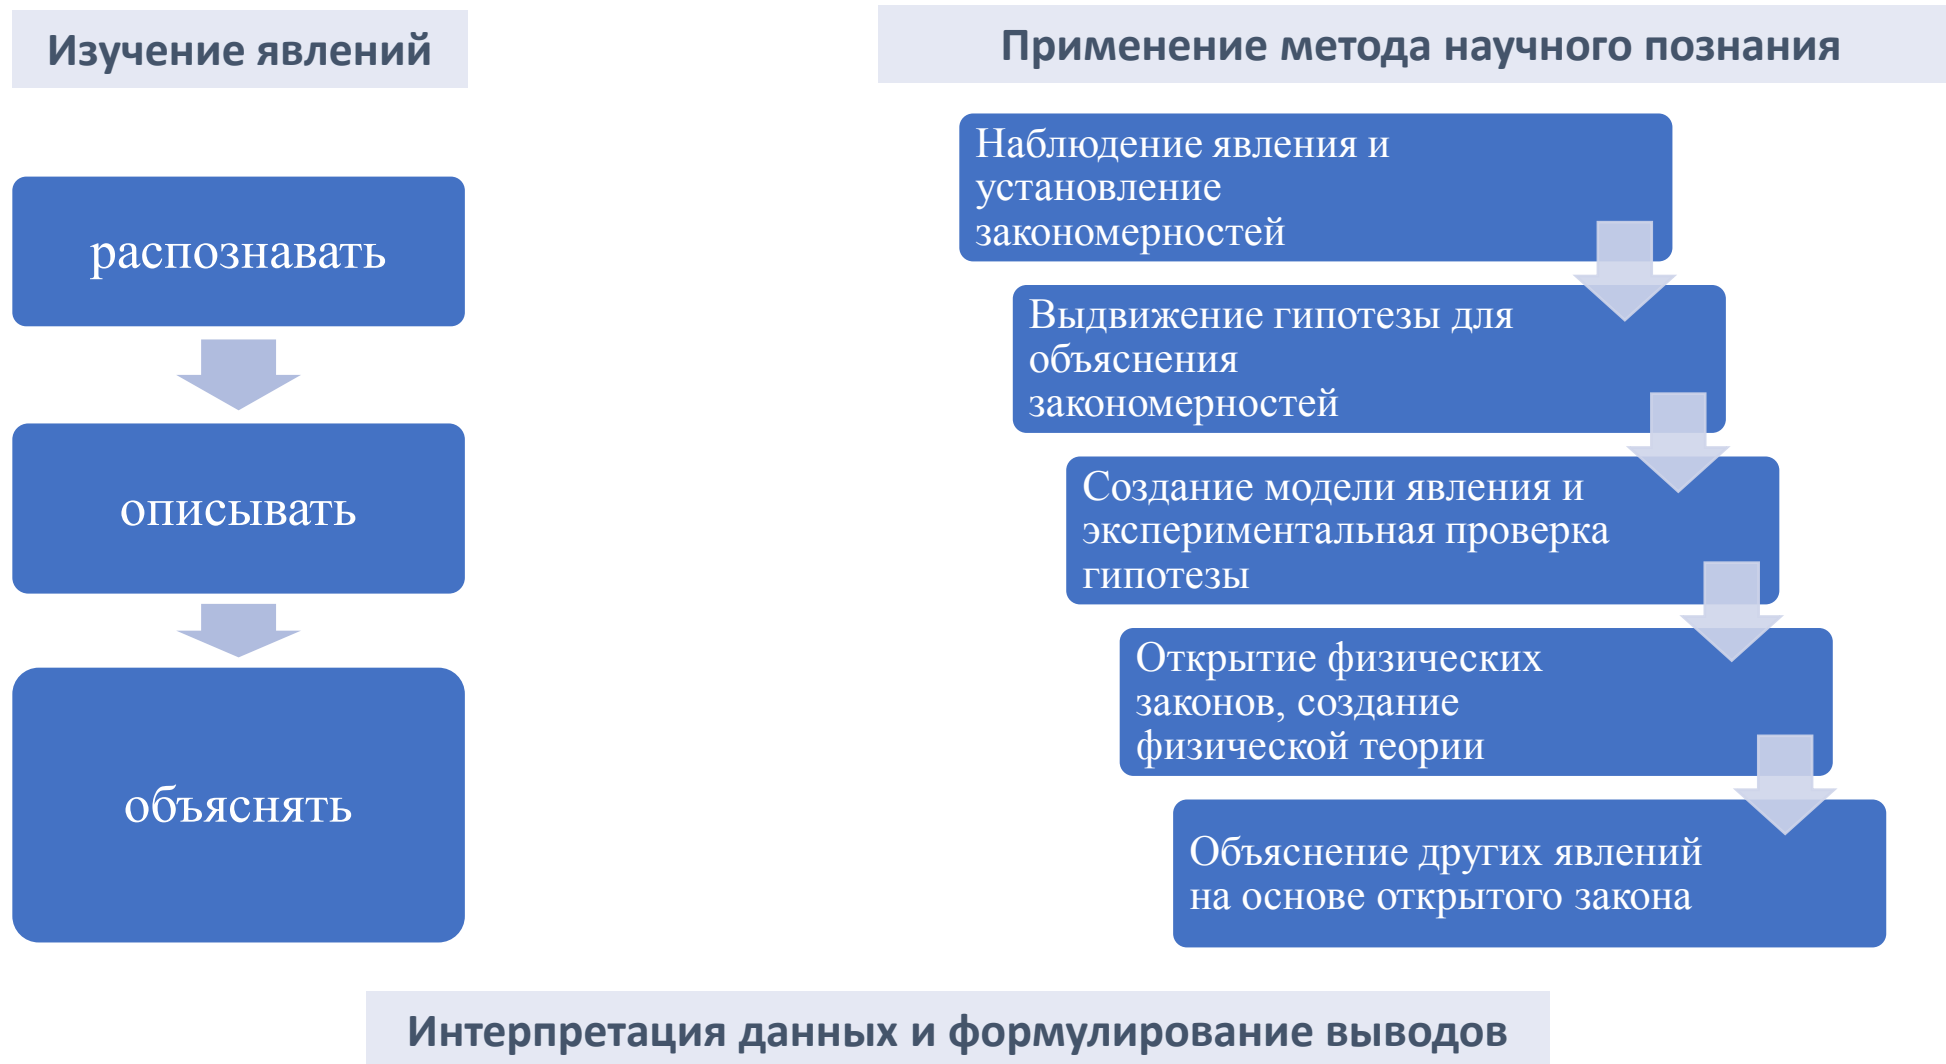 Изучение явлений
распознавать
описывать
объяснять
Применение метода научного познания
Наблюдение явления и
установление
закономерностей
Выдвижение гипотезы для
объяснения
закономерностей
Создание модели явления и
экспериментальная проверка
гипотезы
Открытие физических
законов, создание
физической теории
Объяснение других явлений
на основе открытого закона
Интерпретация данных и формулирование выводов